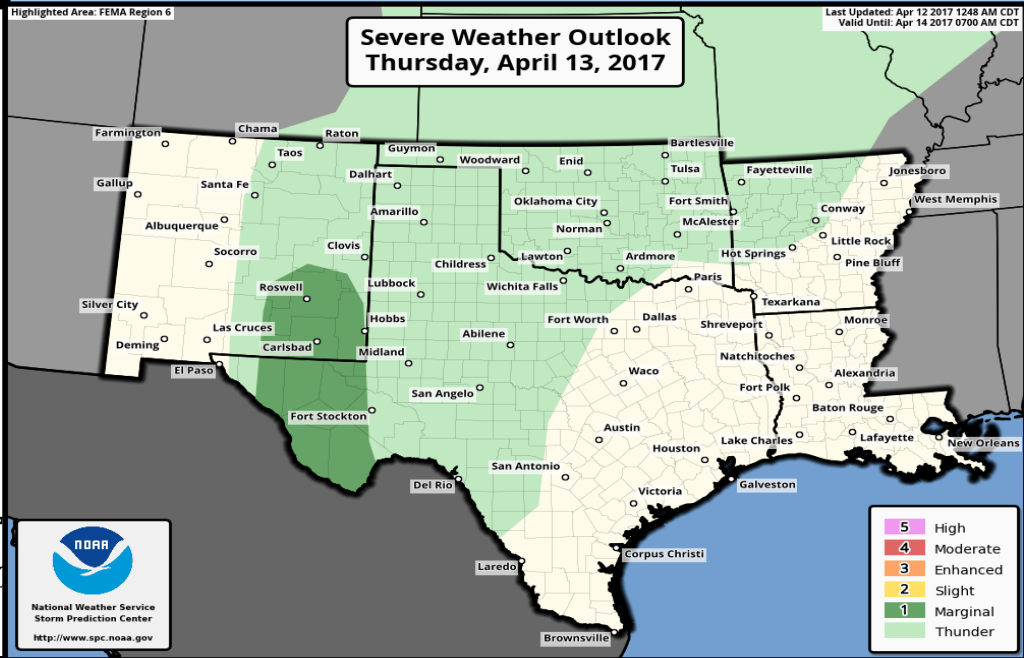 Highlighted Area: FEMA Region 6
Last Updated: Apr 12 2017 1248 AM CDT
Valid Until: Apr 14 2017 0700 AM CDT
Severe Weather Outlook
Thursday, April 13, 2017
Farmington
Chama
Raton
Taos
Guymon
Woodward
Enid
Bartlesville
Tulsa
Fayetteville
Jonesboro
Gallup
Santa Fe
Dalhart
Oklahoma City
Fort Smith
West Memphis
Albuquerque
Amarillo
Norman
McAlester
Conway
Socorro
Clovis
Childress
Lawton
Ardmore
Hot Springs
Little Rock
Pine Bluff
Roswell
Lubbock
Wichita Falls
Paris
Silver City
Las Cruces
Hobbs
Fort Worth
Dallas
Texarkana
Deming
Carlsbad
Midland
Abilene
Shreveport
Monroe
El Paso
San Angelo
Waco
Natchitoches
Fort Polk
Alexandria
Fort Stockton
Austin
Houston
Lake Charles
Baton Rouge
Lafayette
New Orleans
Del Rio
San Antonio
Victoria
Galveston
Laredo
Corpus Christi
Brownsville
NOAA
National Weather Service
Storm Prediction Center
http://www.spc.noaa.gov
5 High
4 Moderate
3 Enhanced
2 Slight
1 Marginal
Thunder